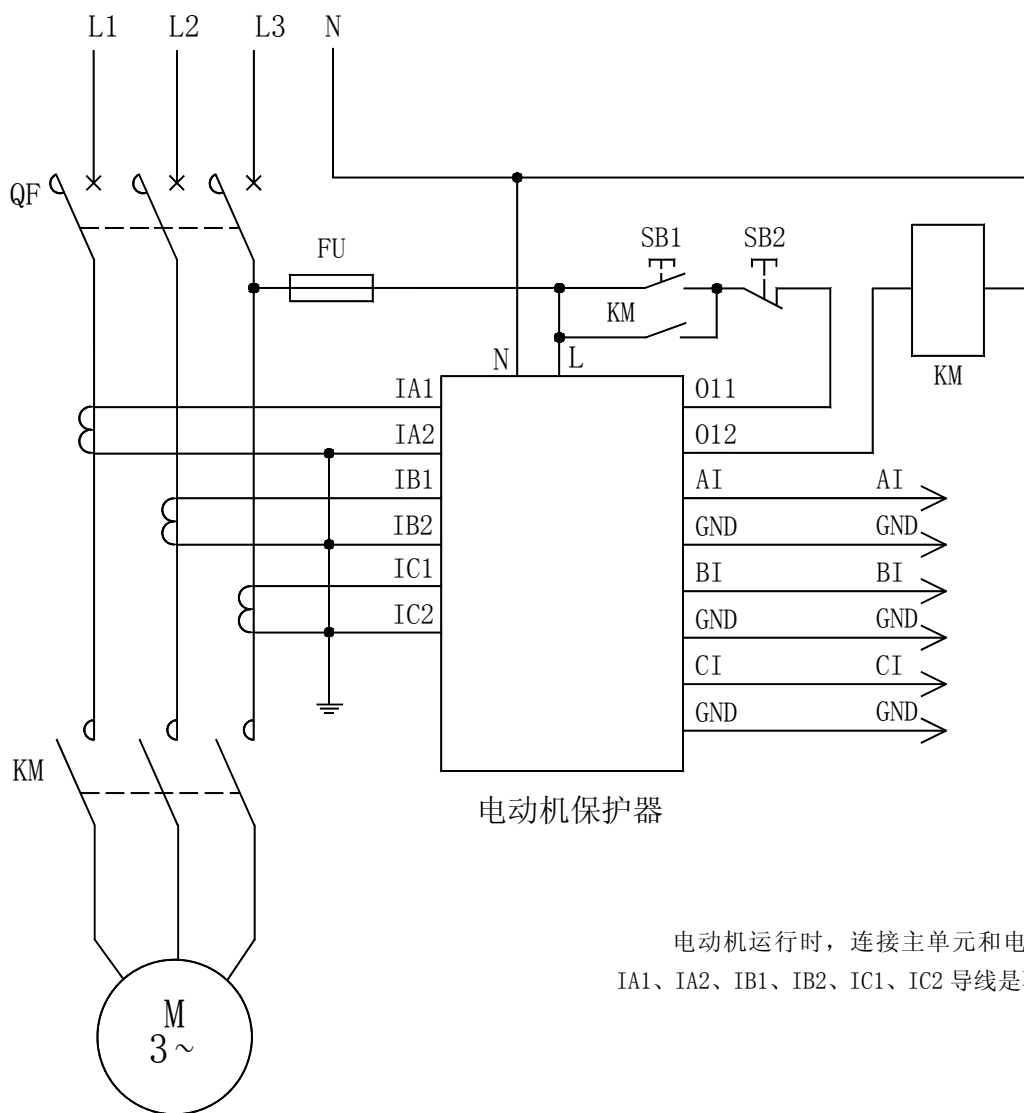 L1 L2 L3 N
QF
FU
SB1 SB2
KM
KM
N L
IA1
IA2
IB1
IB2
IC1
IC2
O11
O12
AI AI
GND GND
BI BI
GND GND
CI CI
GND GND
KM
电动机保护器
M
3~
电动机运行时，连接主单元和电
IA1、IA2、IB1、IB2、IC1、IC2 导线是